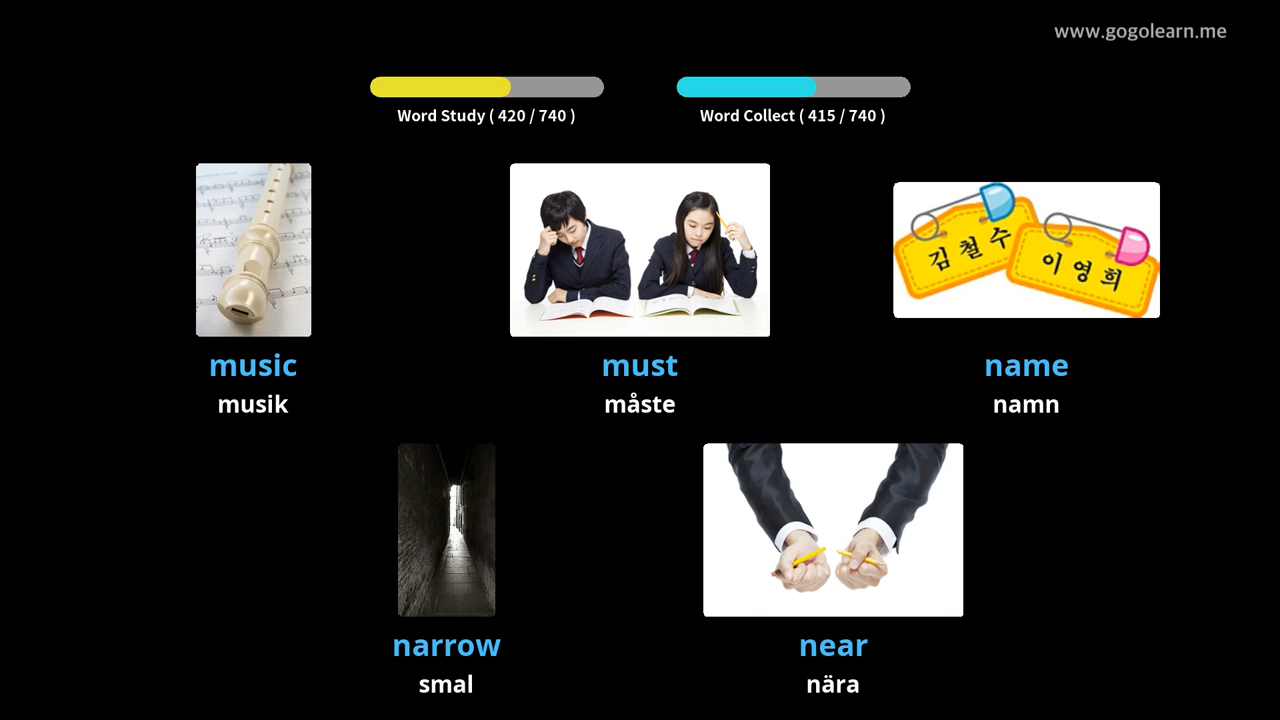 www.gogolearn.me
Word Study ( 420 / 740 )
Word Collect ( 415 / 740 )
김철수
이영희
music
musik
must
måste
name
namn
narrow
smal
near
nära